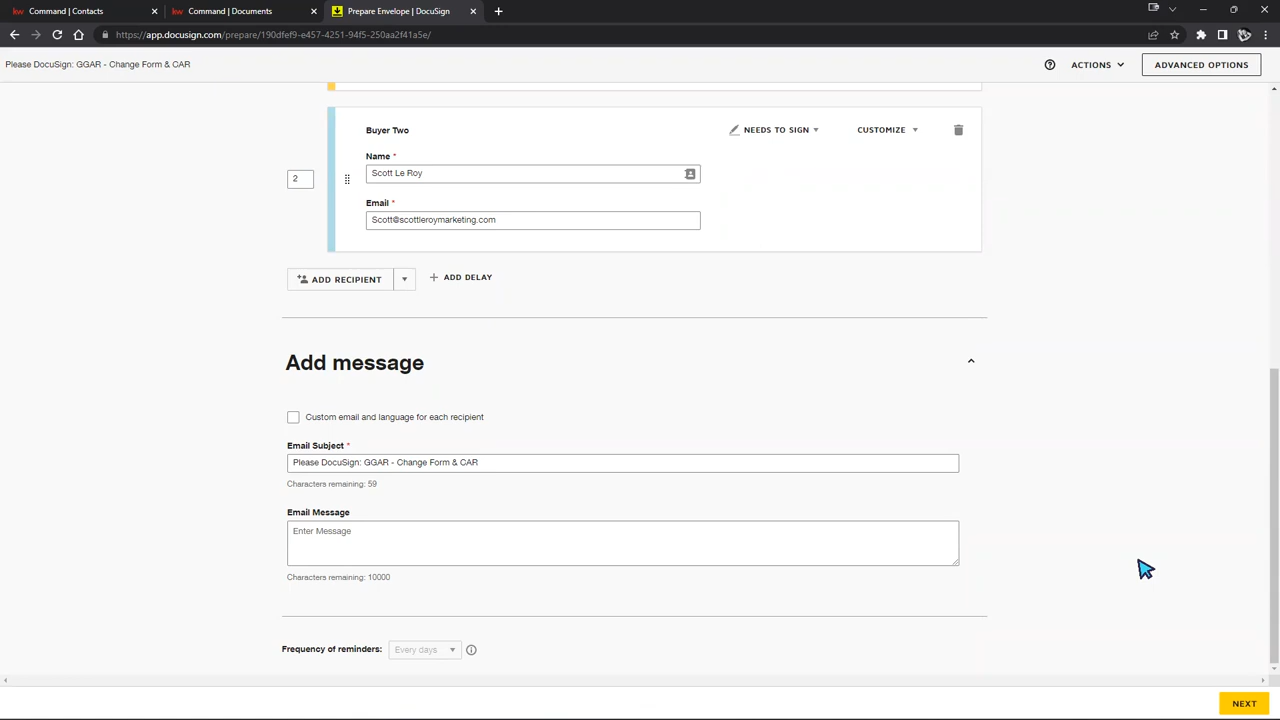 Command | Contacts
Command | Documents
Prepare Envelope | DocuSign
https://app.docusign.com/prepare/190dfef9-e457-4251-94f5-250aa2f41a5e/
Please DocuSign: GGAR - Change Form & CAR
ACTIONS
ADVANCED OPTIONS
Buyer Two
NEEDS TO SIGN
CUSTOMIZE
Name *
2
Scott Le Roy
Email *
Scott@scottleroymarketing.com
ADD RECIPIENT
ADD DELAY
Add message
Custom email and language for each recipient
Email Subject *
Please DocuSign: GGAR - Change Form & CAR
Characters remaining: 59
Email Message
Enter Message
Characters remaining: 10000
Frequency of reminders:
Every days
NEXT